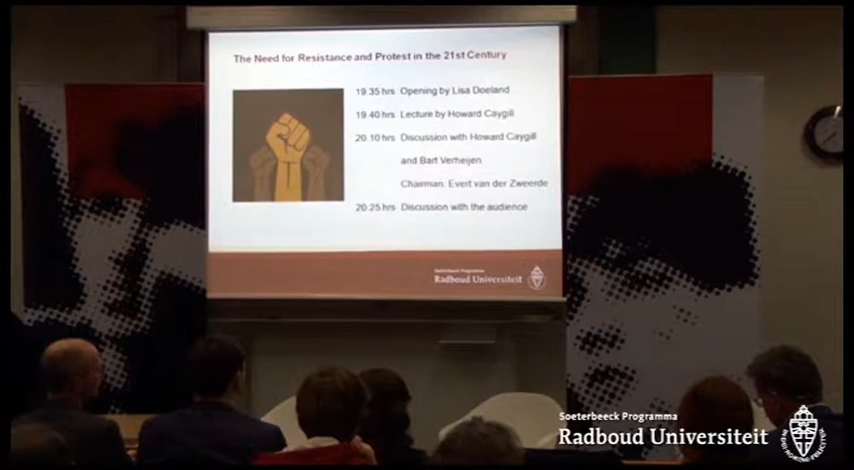 The Need for Resistance and Protest in the 21st Century
19.35 hrs Opening by Lisa Doeland
19.40 hrs Lecture by Howard Caygill
20.10 hrs Discussion with Howard Caygill
and Bart Verheijen
Chairman: Evert van der Zweerde
20.25 hrs Discussion with the audience
Soeterbeeck Programma
Radboud Universiteit
Soeterbeeck Programma
Radboud Universiteit